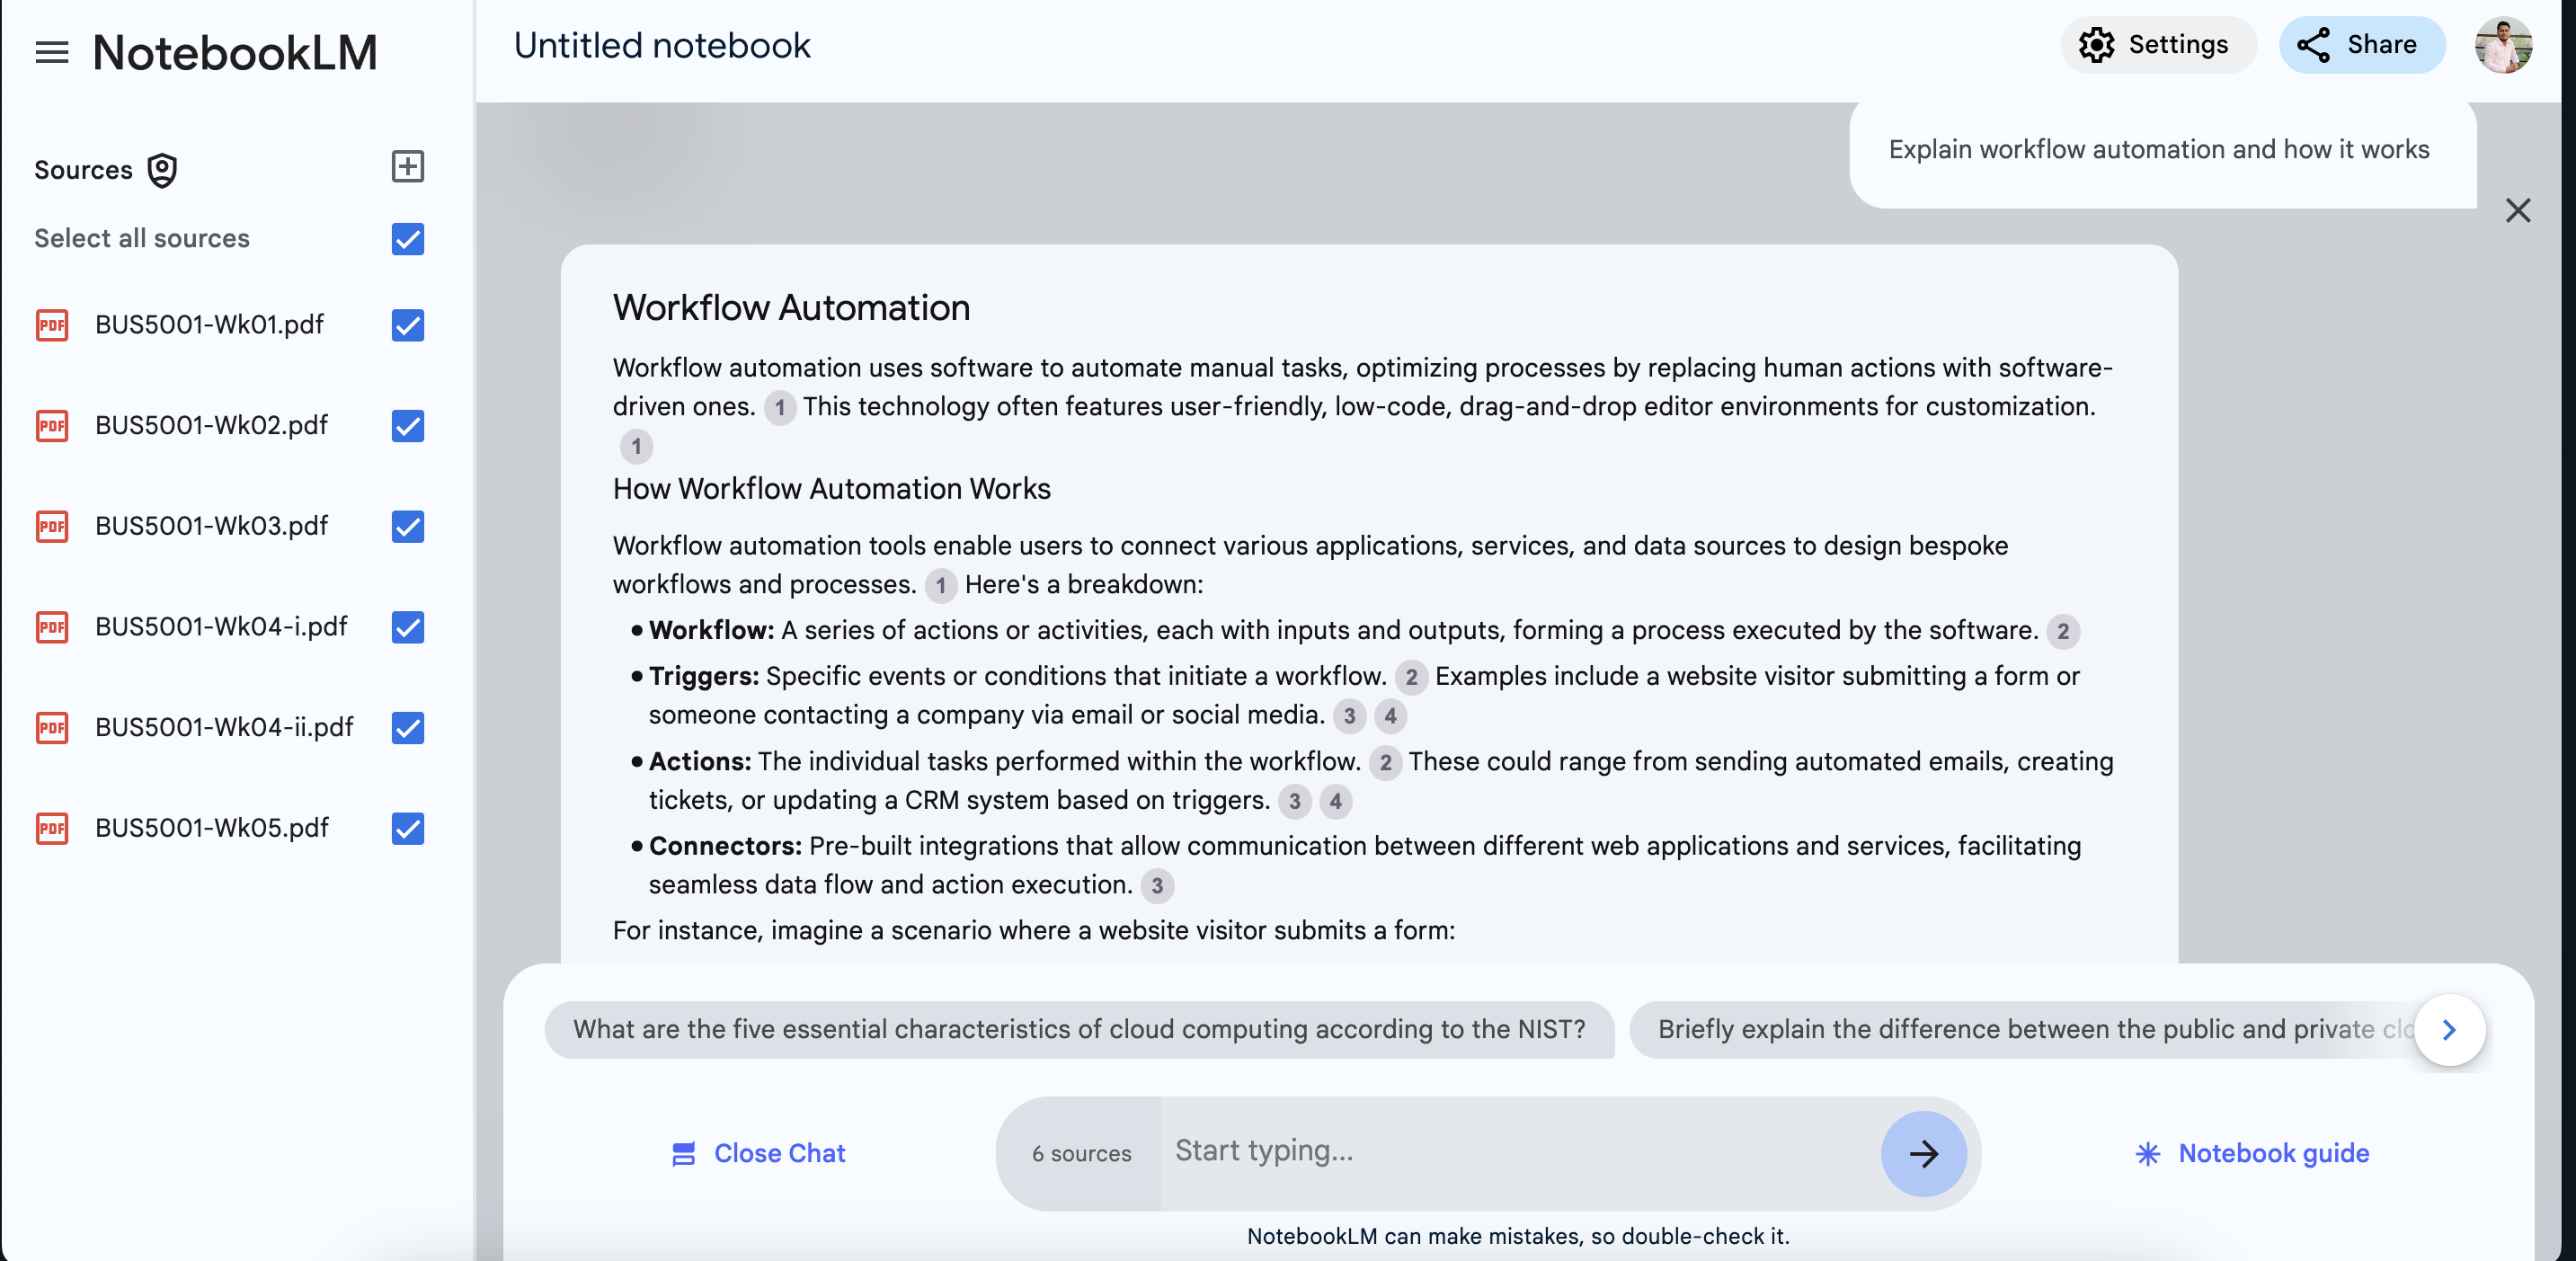 NotebookLM
Untitled notebook
Settings
Share
Sources
Select all sources
PDF BUS5001-Wk01.pdf
PDF BUS5001-Wk02.pdf
PDF BUS5001-Wk03.pdf
PDF BUS5001-Wk04-i.pdf
PDF BUS5001-Wk04-ii.pdf
PDF BUS5001-Wk05.pdf
Explain workflow automation and how it works
Workflow Automation
Workflow automation uses software to automate manual tasks, optimizing processes by replacing human actions with software-
driven ones. 1 This technology often features user-friendly, low-code, drag-and-drop editor environments for customization.
1
How Workflow Automation Works
Workflow automation tools enable users to connect various applications, services, and data sources to design bespoke
workflows and processes. 1 Here's a breakdown:
• Workflow: A series of actions or activities, each with inputs and outputs, forming a process executed by the software. 2
• Triggers: Specific events or conditions that initiate a workflow. 2 Examples include a website visitor submitting a form or
someone contacting a company via email or social media. 3 4
• Actions: The individual tasks performed within the workflow. 2 These could range from sending automated emails, creating
tickets, or updating a CRM system based on triggers. 3 4
• Connectors: Pre-built integrations that allow communication between different web applications and services, facilitating
seamless data flow and action execution. 3
For instance, imagine a scenario where a website visitor submits a form:
What are the five essential characteristics of cloud computing according to the NIST?
Briefly explain the difference between the public and private clo
Close Chat
6 sources
Start typing...
Notebook guide
NotebookLM can make mistakes, so double-check it.